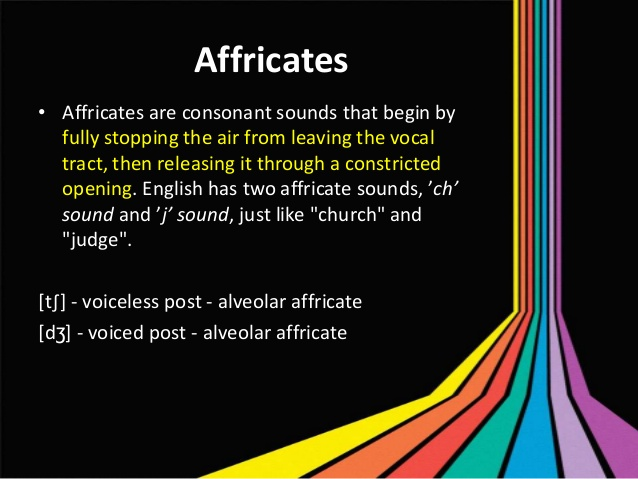 Affricates
• Affricates are consonant sounds that begin by
fully stopping the air from leaving the vocal
tract, then releasing it through a constricted
opening. English has two affricate sounds, ’ch’
sound and ’j’ sound, just like "church" and
"judge".
[tʃ] - voiceless post - alveolar affricate
[dʒ] - voiced post - alveolar affricate